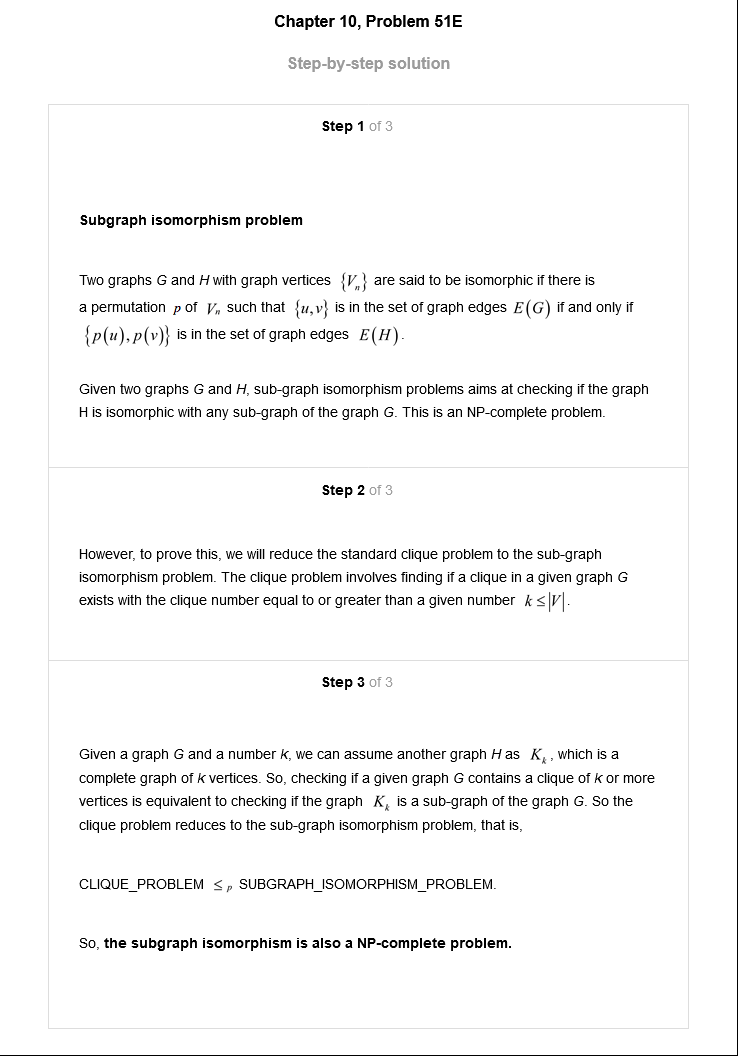 Chapter 10, Problem 51E
Step-by-step solution
Step 1 of 3
Subgraph isomorphism problem
Two graphs G and H with graph vertices {Vₙ} are said to be isomorphic if there is
a permutation p of Vₙ such that {u,v} is in the set of graph edges E(G) if and only if
{p(u),p(v)} is in the set of graph edges E(H).
Given two graphs G and H, sub-graph isomorphism problems aims at checking if the graph
H is isomorphic with any sub-graph of the graph G. This is an NP-complete problem.
Step 2 of 3
However, to prove this, we will reduce the standard clique problem to the sub-graph
isomorphism problem. The clique problem involves finding if a clique in a given graph G
exists with the clique number equal to or greater than a given number k ≤|V|.
Step 3 of 3
Given a graph G and a number k, we can assume another graph H as Kₖ, which is a
complete graph of k vertices. So, checking if a given graph G contains a clique of k or more
vertices is equivalent to checking if the graph Kₖ is a sub-graph of the graph G. So the
clique problem reduces to the sub-graph isomorphism problem, that is,
CLIQUE_PROBLEM ≤ₚ SUBGRAPH_ISOMORPHISM_PROBLEM.
So, the subgraph isomorphism is also a NP-complete problem.